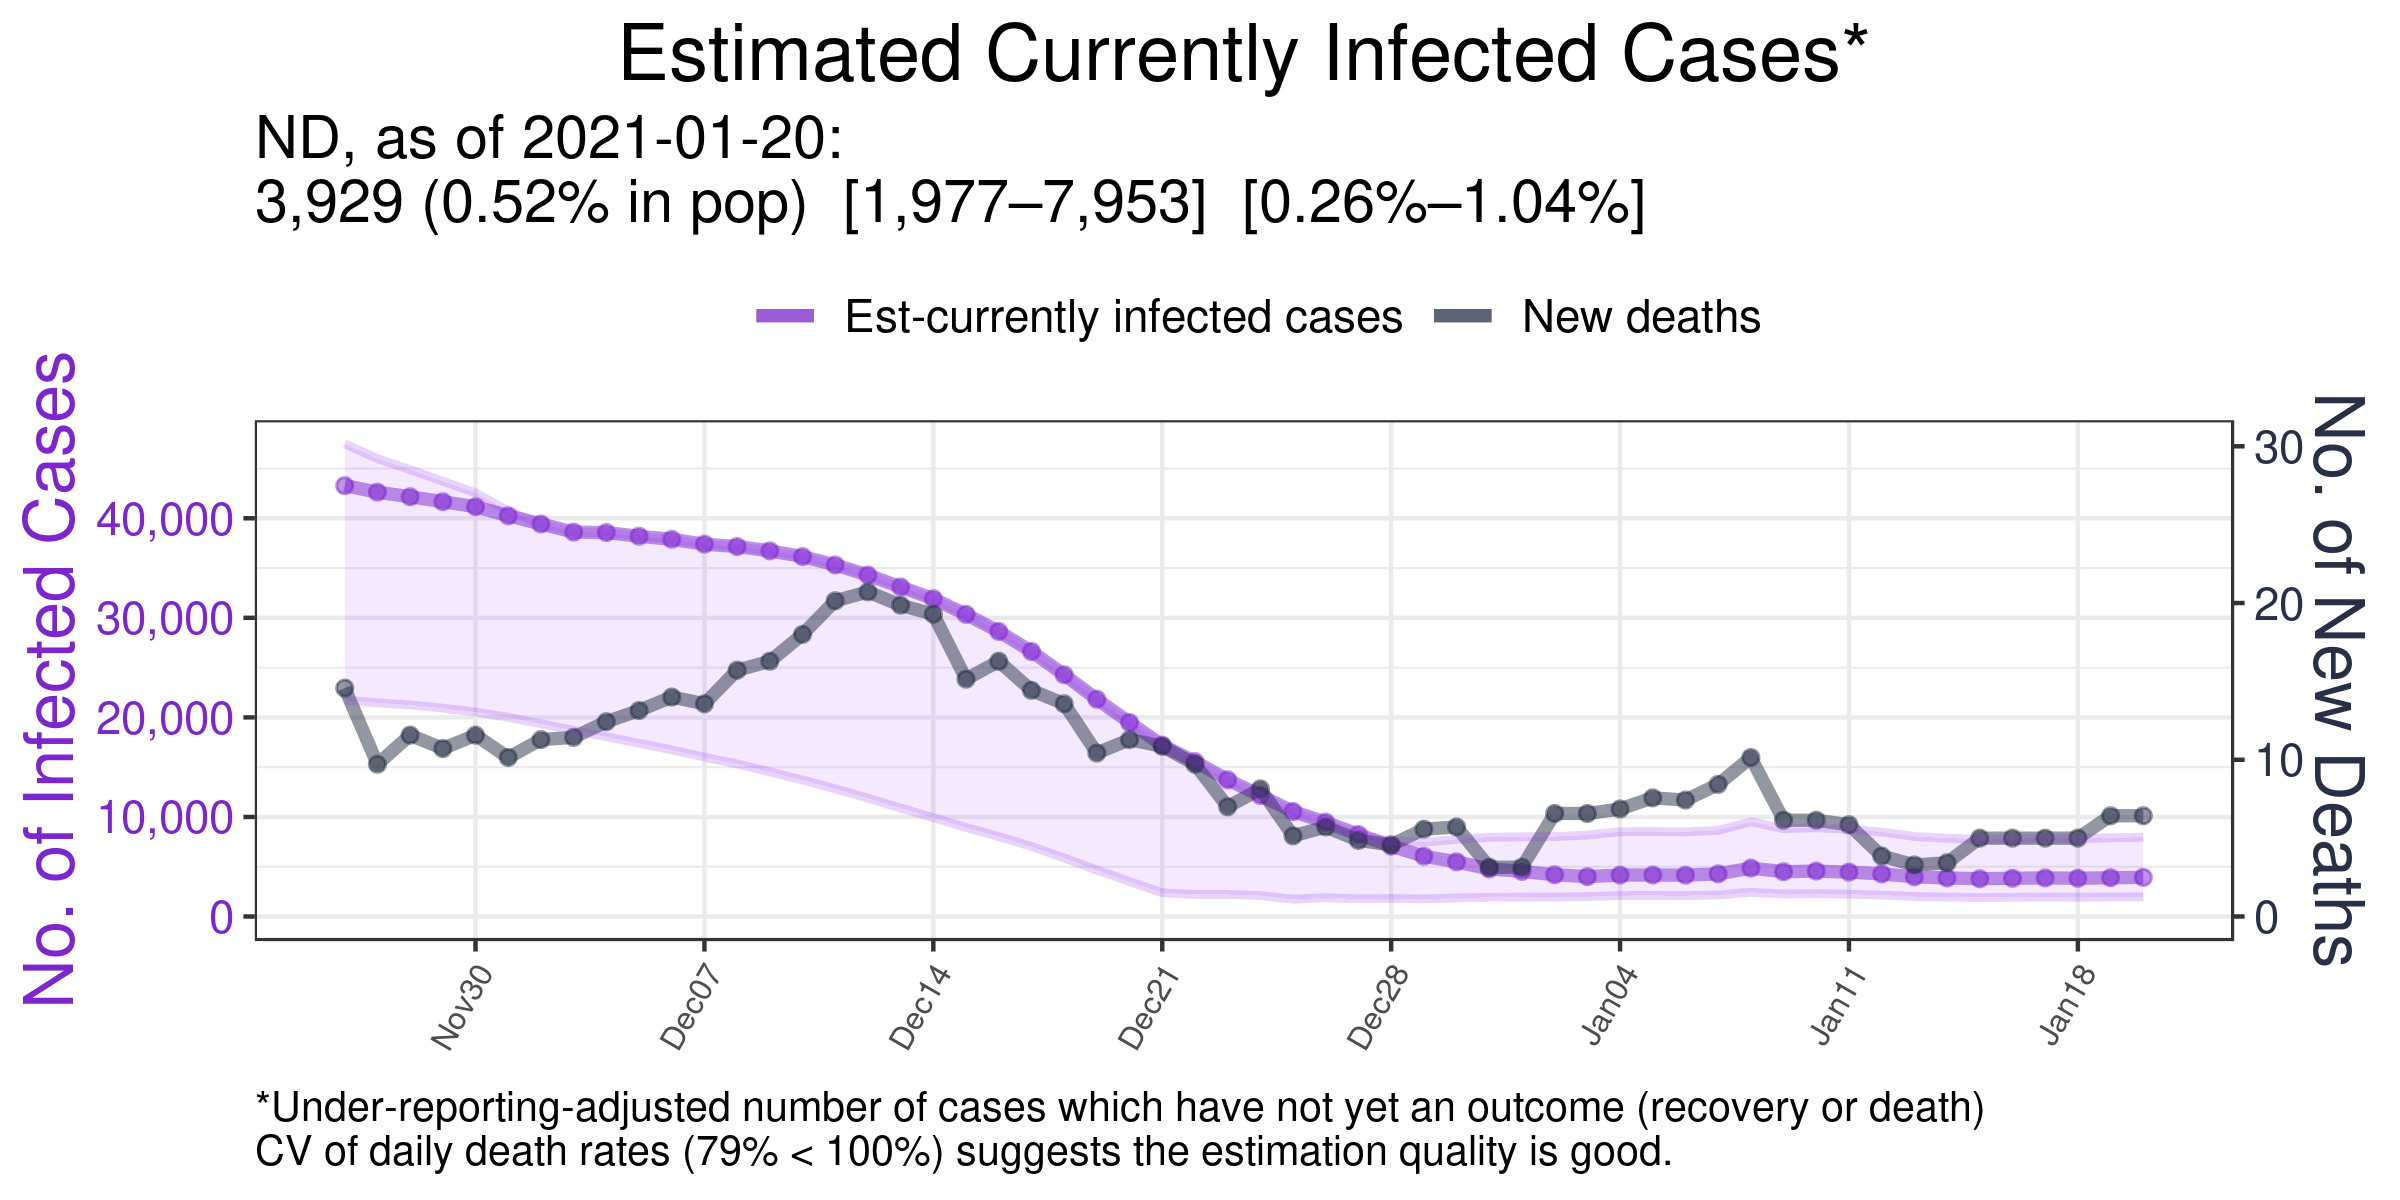 Estimated Currently Infected Cases*
ND, as of 2021-01-20:
3,929 (0.52% in pop)  [1,977–7,953]  [0.26%–1.04%]
Est-currently infected cases
New deaths
No. of Infected Cases
40,000
30,000
20,000
10,000
0
30
20
10
0
No. of New Deaths
Nov30
Dec07
Dec14
Dec21
Dec28
Jan04
Jan11
Jan18
*Under-reporting-adjusted number of cases which have not yet an outcome (recovery or death)
CV of daily death rates (79% < 100%) suggests the estimation quality is good.